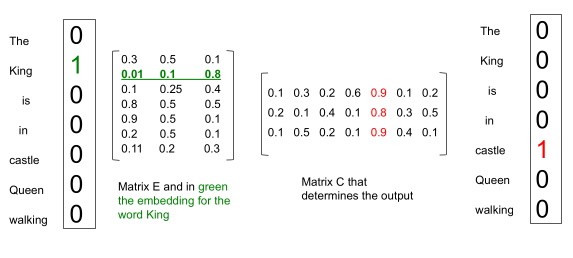 The 0
King 1
is 0
in 0
castle 0
Queen 0
walking 0
0.3 0.5 0.1
0.01 0.1 0.8
0.1 0.25 0.4
0.8 0.5 0.5
0.9 0.5 0.1
0.2 0.5 0.1
0.11 0.2 0.3
Matrix E and in green
the embedding for the
word King
0.1 0.3 0.2 0.6 0.9 0.1 0.2
0.2 0.1 0.4 0.1 0.8 0.3 0.5
0.1 0.5 0.2 0.1 0.9 0.4 0.1
Matrix C that
determines the output
The 0
King 0
is 0
in 0
castle 1
Queen 0
walking 0